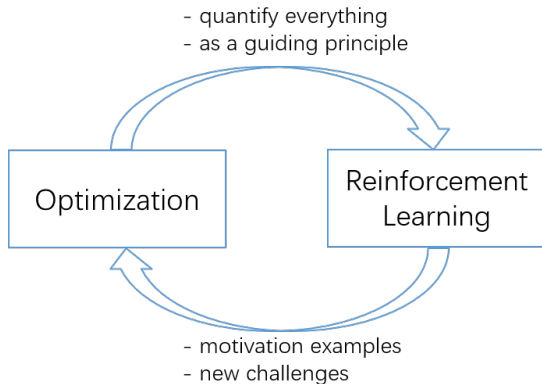 - quantify everything
- as a guiding principle
Optimization
Reinforcement
Learning
- motivation examples
- new challenges